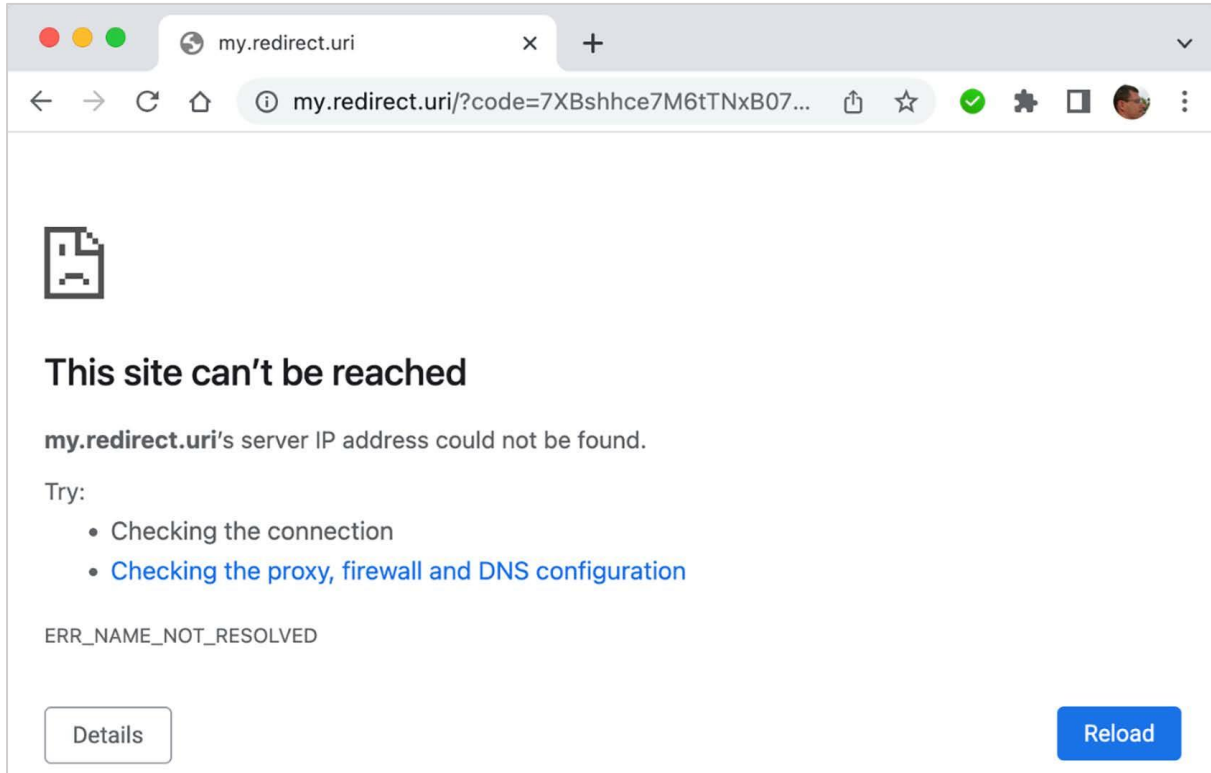 my.redirect.uri
my.redirect.uri/?code=7XBshhce7M6tTNxB07...
This site can’t be reached
my.redirect.uri’s server IP address could not be found.
Try:
• Checking the connection
• Checking the proxy, firewall and DNS configuration
ERR_NAME_NOT_RESOLVED
Details
Reload